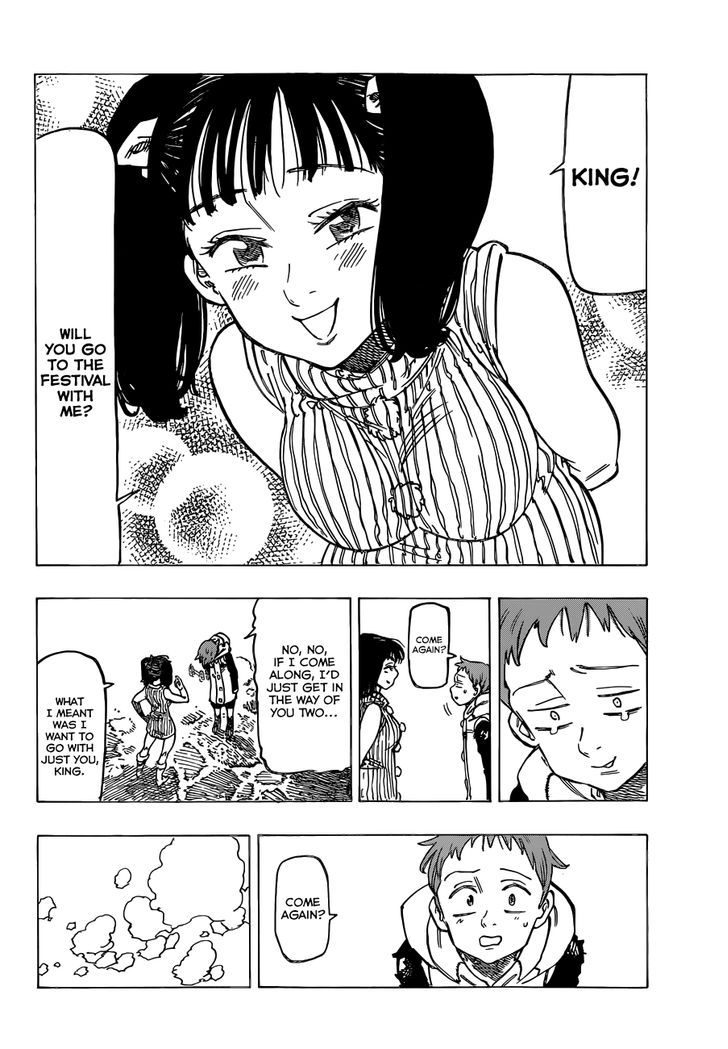 KING!
WILL
YOU GO
TO THE
FESTIVAL
WITH
ME?
COME
AGAIN?
NO, NO,
IF I COME
ALONG, I'D
JUST GET IN
THE WAY OF
YOU TWO...
WHAT
I MEANT
WAS I
WANT TO
GO WITH
JUST YOU,
KING.
COME
AGAIN?